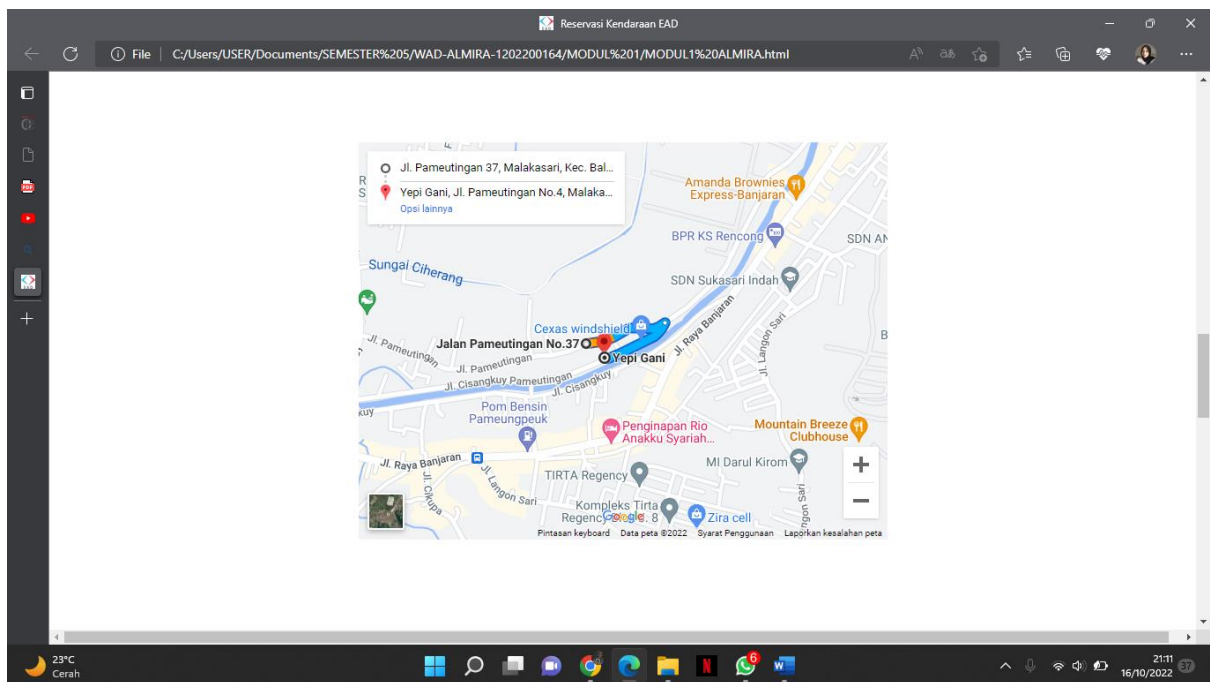 Reservasi Kendaraan EAD
File
C:/Users/USER/Documents/SEMESTER%205/WAD-ALMIRA-1202200164/MODUL%201/MODUL1%20ALMIRA.html
Jl. Pameutingan 37, Malakasari, Kec. Bal...
Yepi Gani, Jl. Pameutingan No.4, Malaka...
Opsi lainnya
R
S
Amanda Brownies
Express-Banjaran
BPR KS Rencong
SDN AN
Sungai Ciherang
SDN Sukasari Indah
Cexas windshield
Jl. Raya Banjaran
Jl. Langon Sari
B
Jl. Pameutingan
Jalan Pameutingan No.37
Yepi Gani
Jl. Pameutingan
Jl. Cisangkuy Pameutingan
Jl. Cisangkuy
kuy
Pom Bensin
Pameungpeuk
Penginapan Rio
Anakku Syariah...
Mountain Breeze
Clubhouse
Jl. Raya Banjaran
MI Darul Kirom
Jl. Cikupa
Jl. Langon Sari
TIRTA Regency
Kompleks Tirta
Regency
8
Google
Zira cell
ngon Sari
Pintasan keyboard
Data peta ©2022
Syarat Penggunaan
Laporkan kesalahan peta
23°C
Cerah
6
21:11
16/10/2022
37